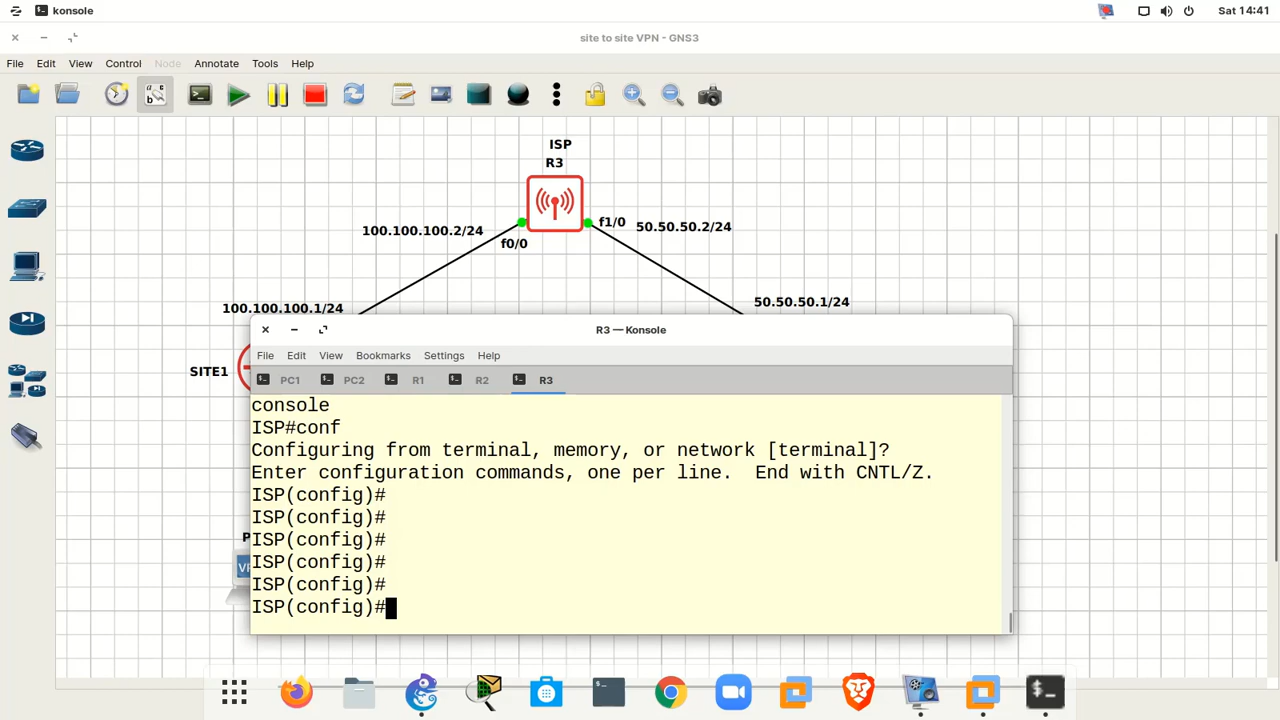 konsole
Sat 14:41
site to site VPN - GNS3
File Edit View Control Node Annotate Tools Help
ISP
R3
100.100.100.2/24
f0/0
f1/0
50.50.50.2/24
100.100.100.1/24
50.50.50.1/24
SITE1
R3 — Konsole
File Edit View Bookmarks Settings Help
PC1 PC2 R1 R2 R3
console
ISP#conf
Configuring from terminal, memory, or network [terminal]?
Enter configuration commands, one per line.  End with CNTL/Z.
ISP(config)#
ISP(config)#
ISP(config)#
ISP(config)#
ISP(config)#
ISP(config)#